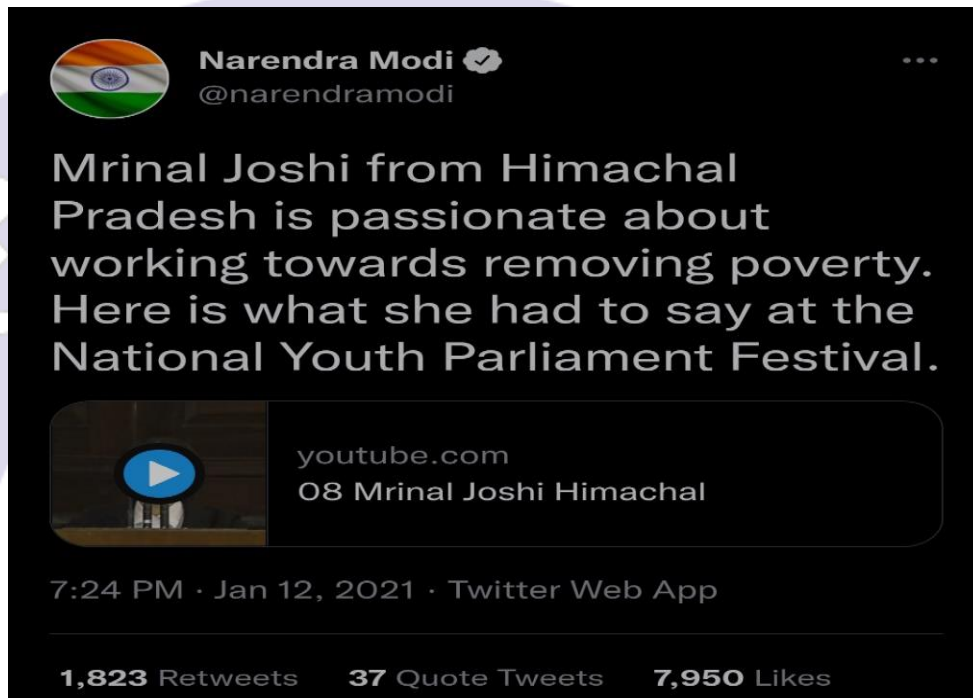 Narendra Modi
@narendramodi
Mrinal Joshi from Himachal
Pradesh is passionate about
working towards removing poverty.
Here is what she had to say at the
National Youth Parliament Festival.
youtube.com
08 Mrinal Joshi Himachal
7:24 PM · Jan 12, 2021 · Twitter Web App
1,823 Retweets 37 Quote Tweets 7,950 Likes